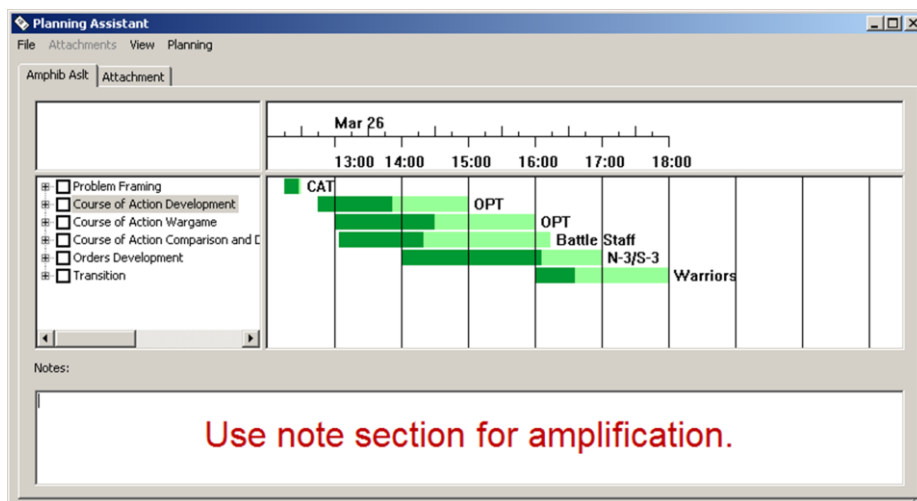 Planning Assistant
File Attachments View Planning
Amphib Aslt Attachment
Mar 26
13:00 14:00 15:00 16:00 17:00 18:00
Problem Framing CAT
Course of Action Development OPT
Course of Action Wargame OPT
Course of Action Comparison and D Battle Staff
Orders Development N-3/S-3
Transition Warriors
Notes:
Use note section for amplification.